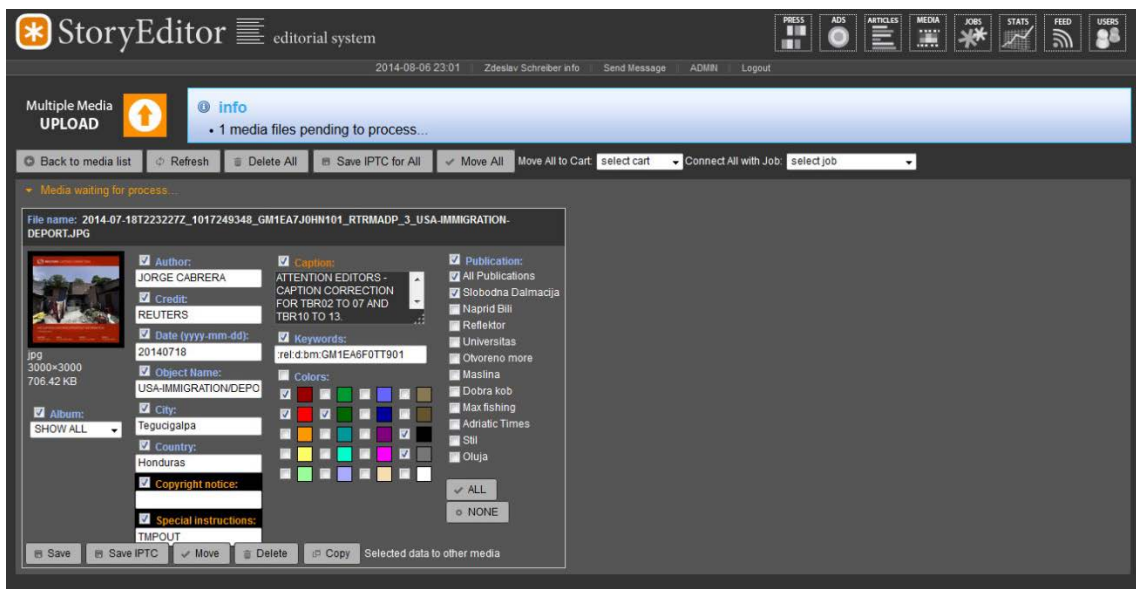 StoryEditor editorial system
PRESS ADS ARTICLES MEDIA JOBS STATS FEED USERS
2014-08-06 23:01 Zdeslav Schreiber info Send Message ADMIN Logout
Multiple Media
UPLOAD
info
• 1 media files pending to process...
Back to media list Refresh Delete All Save IPTC for All Move All Move All to Cart: select cart Connect All with Job: select job
Media waiting for process...
File name: 2014-07-18T223227Z_1017249348_GM1EA7J0HN101_RTRMADP_3_USA-IMMIGRATION-
DEPORT.JPG
jpg
3000×3000
706.42 KB
Album:
SHOW ALL
Author:
JORGE CABRERA
Credit:
REUTERS
Date (yyyy-mm-dd):
20140718
Object Name:
USA-IMMIGRATION/DEPO
City:
Tegucigalpa
Country:
Honduras
Copyright notice:
Special instructions:
TMPOUT
Caption:
ATTENTION EDITORS -
CAPTION CORRECTION
FOR TBR02 TO 07 AND
TBR10 TO 13.
Keywords:
:rel:d:bm:GM1EA6F0TT901
Colors:
Publication:
All Publications
Slobodna Dalmacija
Naprid Bili
Reflektor
Universitas
Otvoreno more
Maslina
Dobra kob
Max fishing
Adriatic Times
Stil
Oluja
ALL
NONE
Save Save IPTC Move Delete Copy Selected data to other media